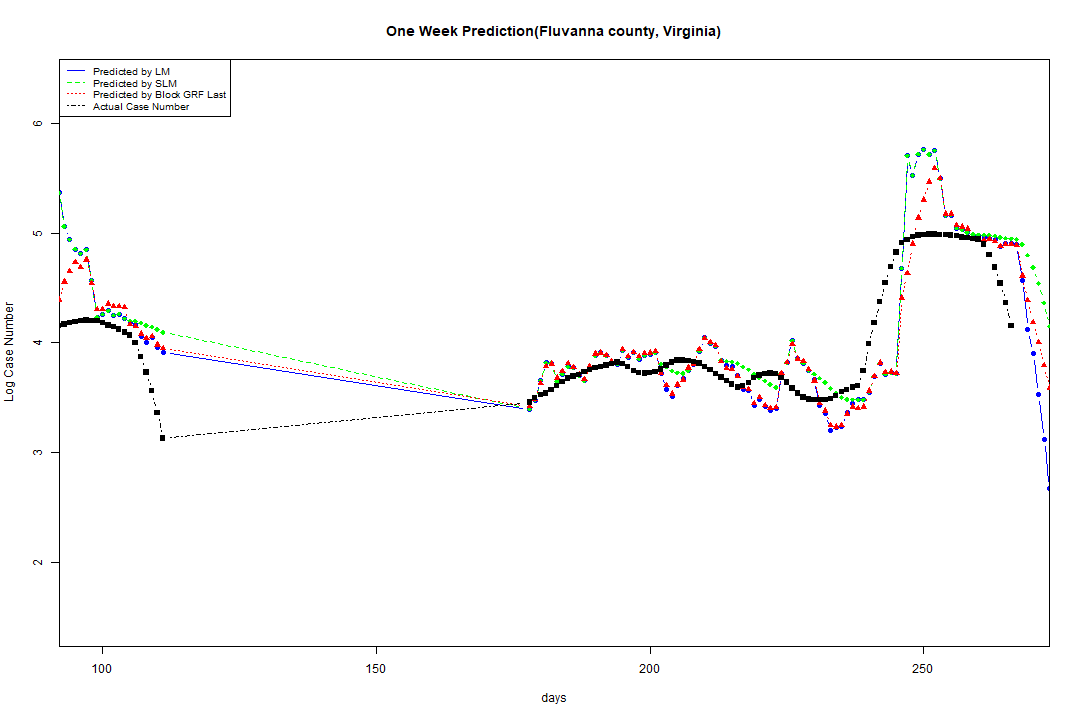 One Week Prediction(Fluvanna county, Virginia)
Predicted by LM
Predicted by SLM
Predicted by Block GRF Last
Actual Case Number
Log Case Number
6
5
4
3
2
100 150 200 250
days